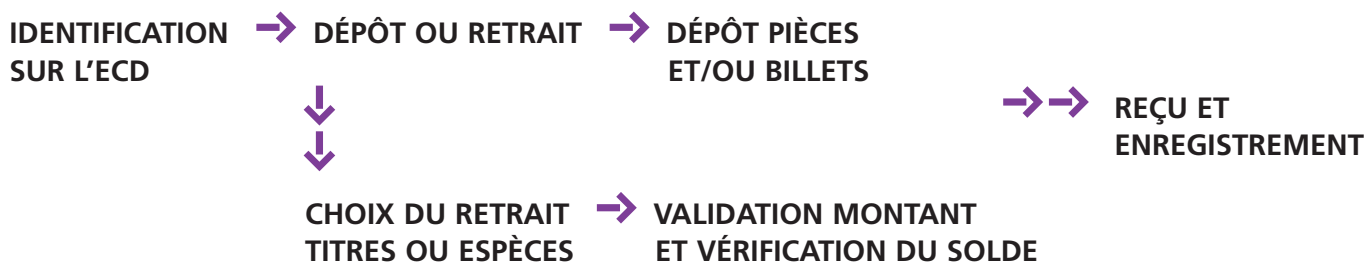 IDENTIFICATION
SUR L’ECD
DÉPÔT OU RETRAIT
DÉPÔT PIÈCES
ET/OU BILLETS
REÇU ET
ENREGISTREMENT
CHOIX DU RETRAIT
TITRES OU ESPÈCES
VALIDATION MONTANT
ET VÉRIFICATION DU SOLDE